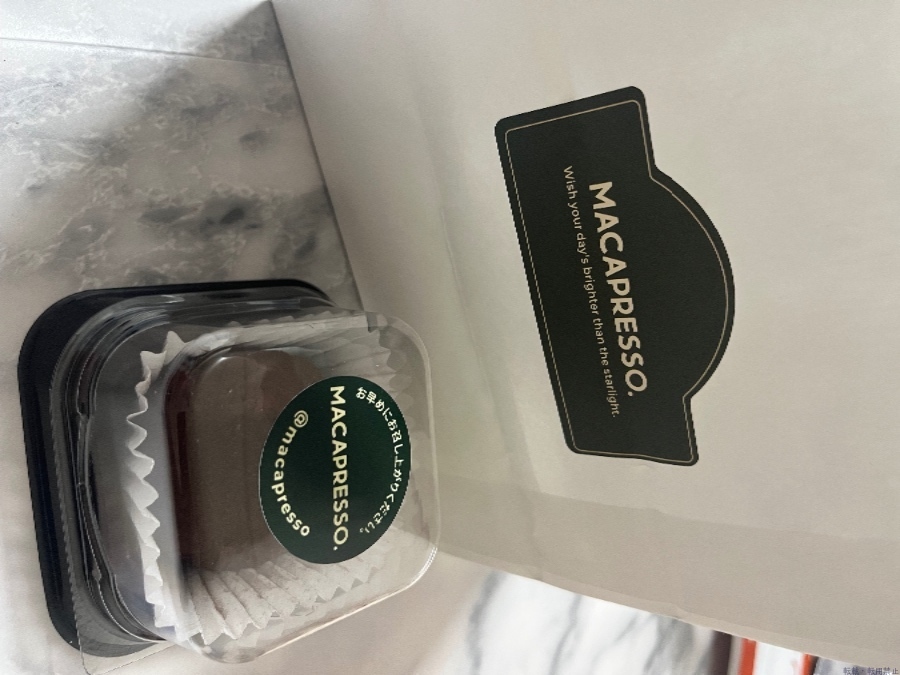 MACAPRESSO.
Wish your day's brighter than the starlight.
お早めにお召し上がりください。
MACAPRESSO.
@macapresso
転載・転用禁止